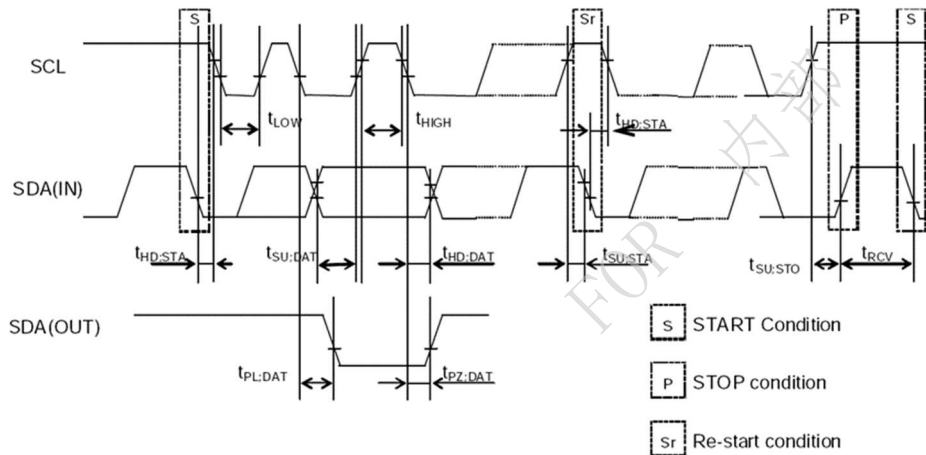 S Sr P S
SCL
tLOW tHIGH tHD;STA
SDA(IN)
tHD;STA tSU;DAT tHD;DAT tSU;STA tSU;STO tRCV
SDA(OUT)
tPL;DAT tPZ;DAT
S START Condition
P STOP condition
Sr Re-start condition
FOR 内部